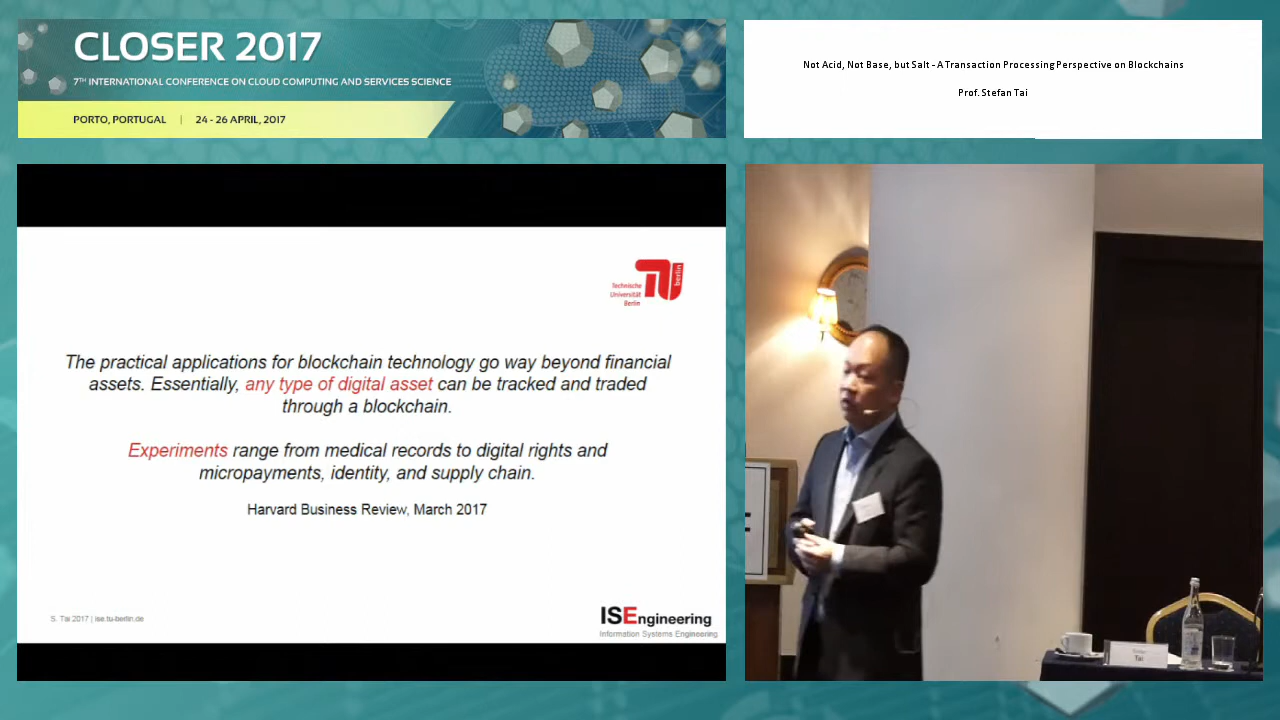 CLOSER 2017
7TH INTERNATIONAL CONFERENCE ON CLOUD COMPUTING AND SERVICES SCIENCE
PORTO, PORTUGAL | 24 - 26 APRIL, 2017
Not Acid, Not Base, but Salt - A Transaction Processing Perspective on Blockchains
Prof. Stefan Tai
Technische
Universität
Berlin
berlin
The practical applications for blockchain technology go way beyond financial
assets. Essentially, any type of digital asset can be tracked and traded
through a blockchain.
Experiments range from medical records to digital rights and
micropayments, identity, and supply chain.
Harvard Business Review, March 2017
S. Tai 2017 | ise.tu-berlin.de
ISEngineering
Information Systems Engineering
Tai